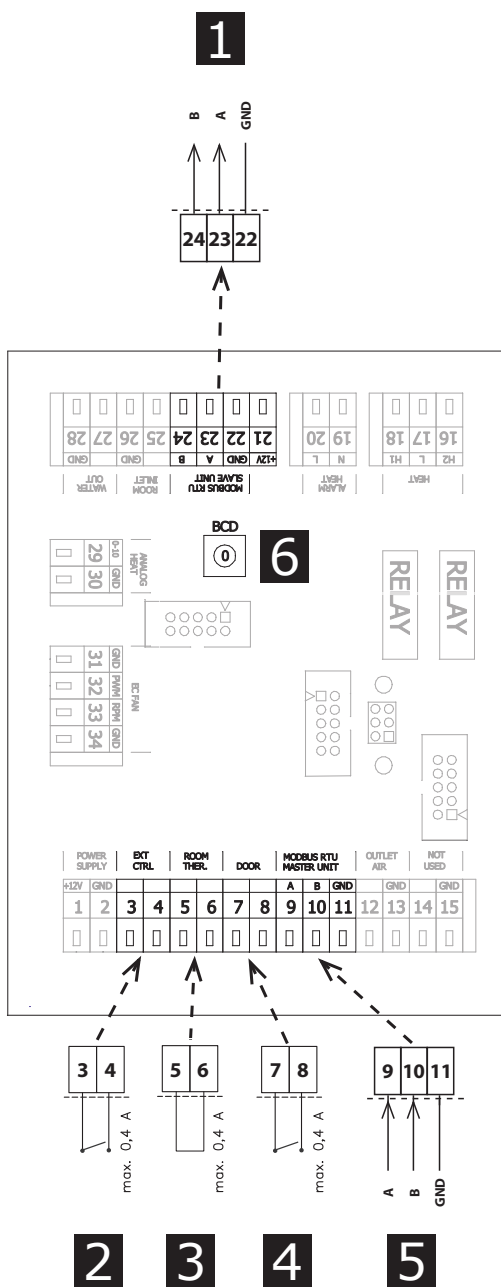 1
B A GND
24 23 22
28 27 26 25 24 23 22 21 20 19 18 17 16
GND GND B A GND +12V L N H1 L H2
WATER OUT
ROOM INLET
MODBUS RTU SLAVE UNIT
ALARM HEAT
HEAT
BCD
0
6
29 0-10
30 GND
ANALOG HEAT
RELAY RELAY
31 GND
32 PWM
33 RPM
34 GND
EC FAN
POWER SUPPLY
EXT CTRL
ROOM THER.
DOOR
MODBUS RTU MASTER UNIT
OUTLET AIR
NOT USED
+12V GND A B GND GND GND
1 2 3 4 5 6 7 8 9 10 11 12 13 14 15
3 4
5 6
7 8
9 10 11
max. 0,4 A
max. 0,4 A
max. 0,4 A
A B GND
2 3 4 5